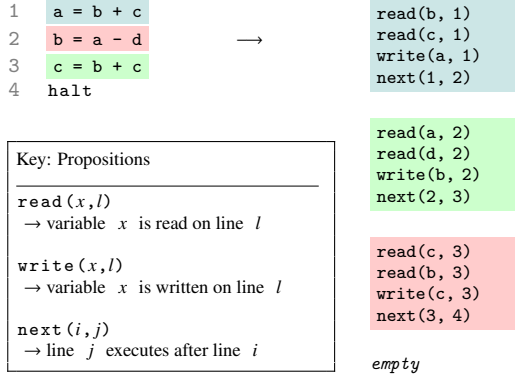 1 a = b + c
2 b = a - d
3 c = b + c
4 halt
→
Key: Propositions
read(x,l)
→ variable x is read on line l
write(x,l)
→ variable x is written on line l
next(i,j)
→ line j executes after line i
read(b, 1)
read(c, 1)
write(a, 1)
next(1, 2)
read(a, 2)
read(d, 2)
write(b, 2)
next(2, 3)
read(c, 3)
read(b, 3)
write(c, 3)
next(3, 4)
empty